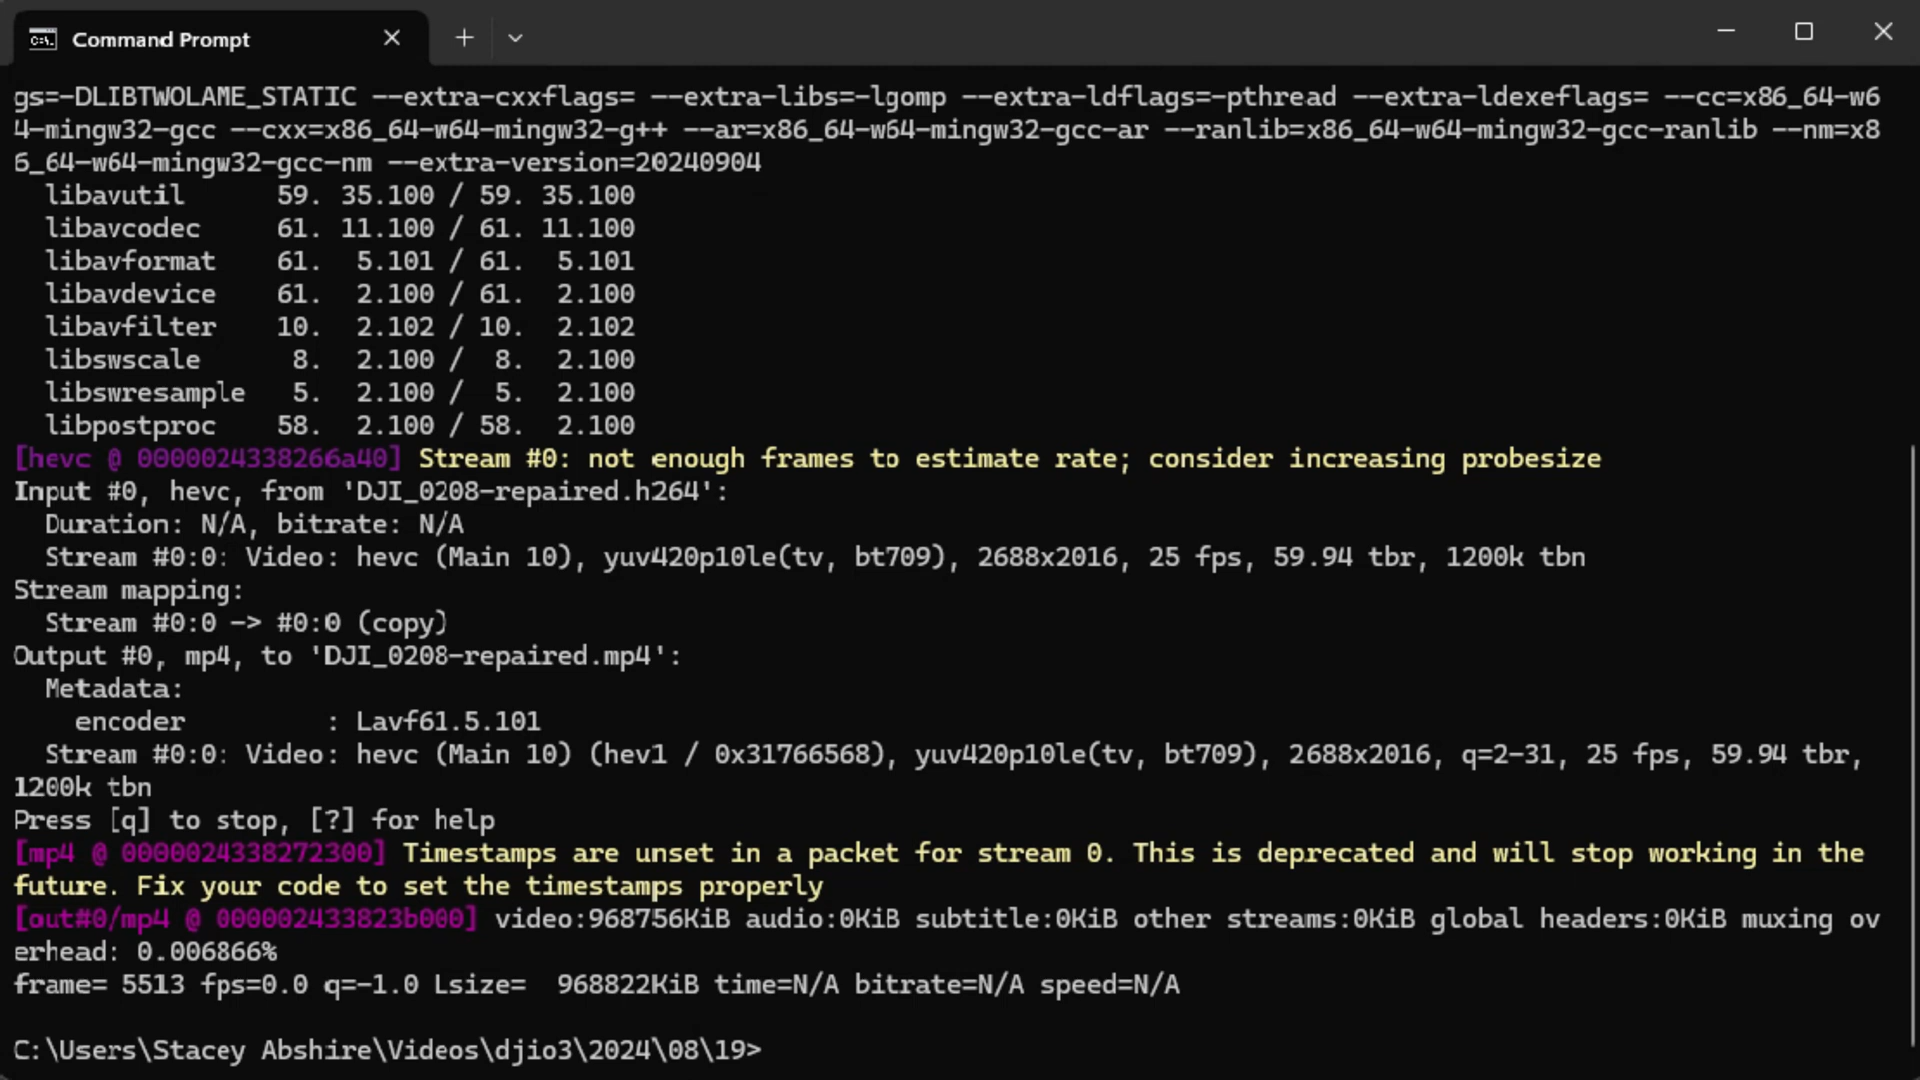 Command Prompt
gs=-DLIBTWOLAME_STATIC --extra-cxxflags= --extra-libs=-lgomp --extra-ldflags=-pthread --extra-ldexeflags= --cc=x86_64-w6
4-mingw32-gcc --cxx=x86_64-w64-mingw32-g++ --ar=x86_64-w64-mingw32-gcc-ar --ranlib=x86_64-w64-mingw32-gcc-ranlib --nm=x8
6_64-w64-mingw32-gcc-nm --extra-version=20240904
  libavutil      59. 35.100 / 59. 35.100
  libavcodec     61. 11.100 / 61. 11.100
  libavformat    61.  5.101 / 61.  5.101
  libavdevice    61.  2.100 / 61.  2.100
  libavfilter    10.  2.102 / 10.  2.102
  libswscale      8.  2.100 /  8.  2.100
  libswresample   5.  2.100 /  5.  2.100
  libpostproc    58.  2.100 / 58.  2.100
[hevc @ 0000024338266a40] Stream #0: not enough frames to estimate rate; consider increasing probesize
Input #0, hevc, from 'DJI_0208-repaired.h264':
  Duration: N/A, bitrate: N/A
  Stream #0:0: Video: hevc (Main 10), yuv420p10le(tv, bt709), 2688x2016, 25 fps, 59.94 tbr, 1200k tbn
Stream mapping:
  Stream #0:0 -> #0:0 (copy)
Output #0, mp4, to 'DJI_0208-repaired.mp4':
  Metadata:
    encoder         : Lavf61.5.101
  Stream #0:0: Video: hevc (Main 10) (hev1 / 0x31766568), yuv420p10le(tv, bt709), 2688x2016, q=2-31, 25 fps, 59.94 tbr,
1200k tbn
Press [q] to stop, [?] for help
[mp4 @ 0000024338272300] Timestamps are unset in a packet for stream 0. This is deprecated and will stop working in the
future. Fix your code to set the timestamps properly
[out#0/mp4 @ 000002433823b000] video:968756KiB audio:0KiB subtitle:0KiB other streams:0KiB global headers:0KiB muxing ov
erhead: 0.006866%
frame= 5513 fps=0.0 q=-1.0 Lsize=  968822KiB time=N/A bitrate=N/A speed=N/A
C:\Users\Stacey Abshire\Videos\djio3\2024\08\19>